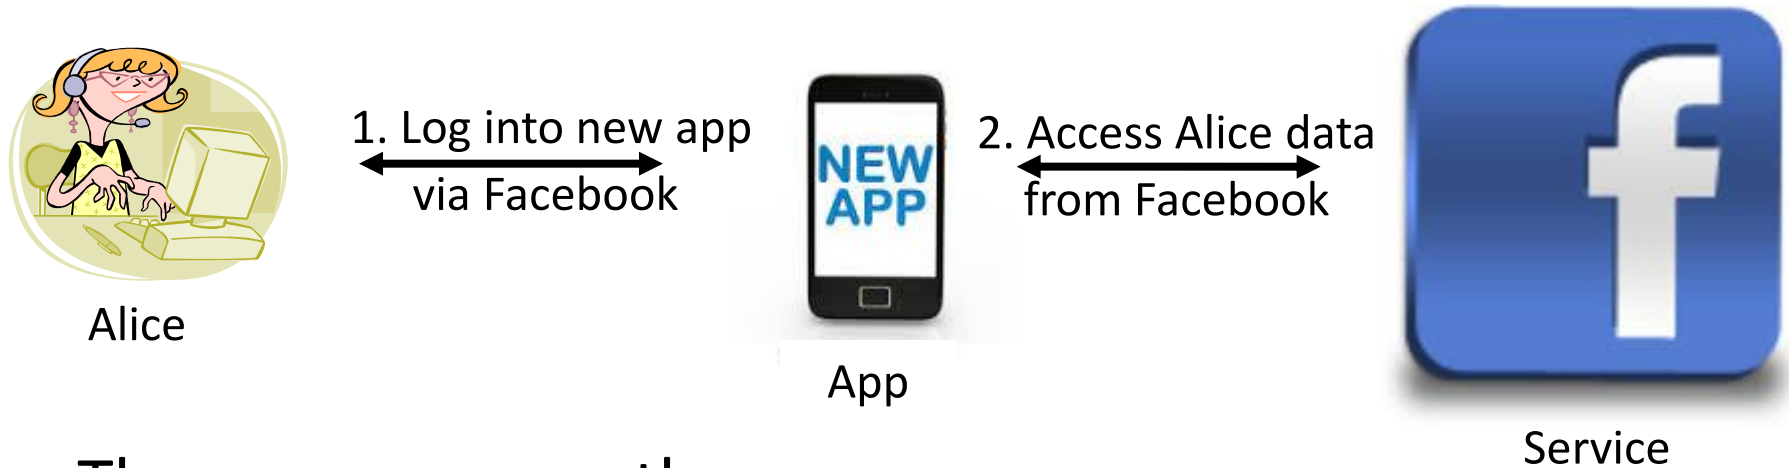 1. Log into new app
via Facebook
2. Access Alice data
from Facebook
NEW
APP
f
Alice
App
Service